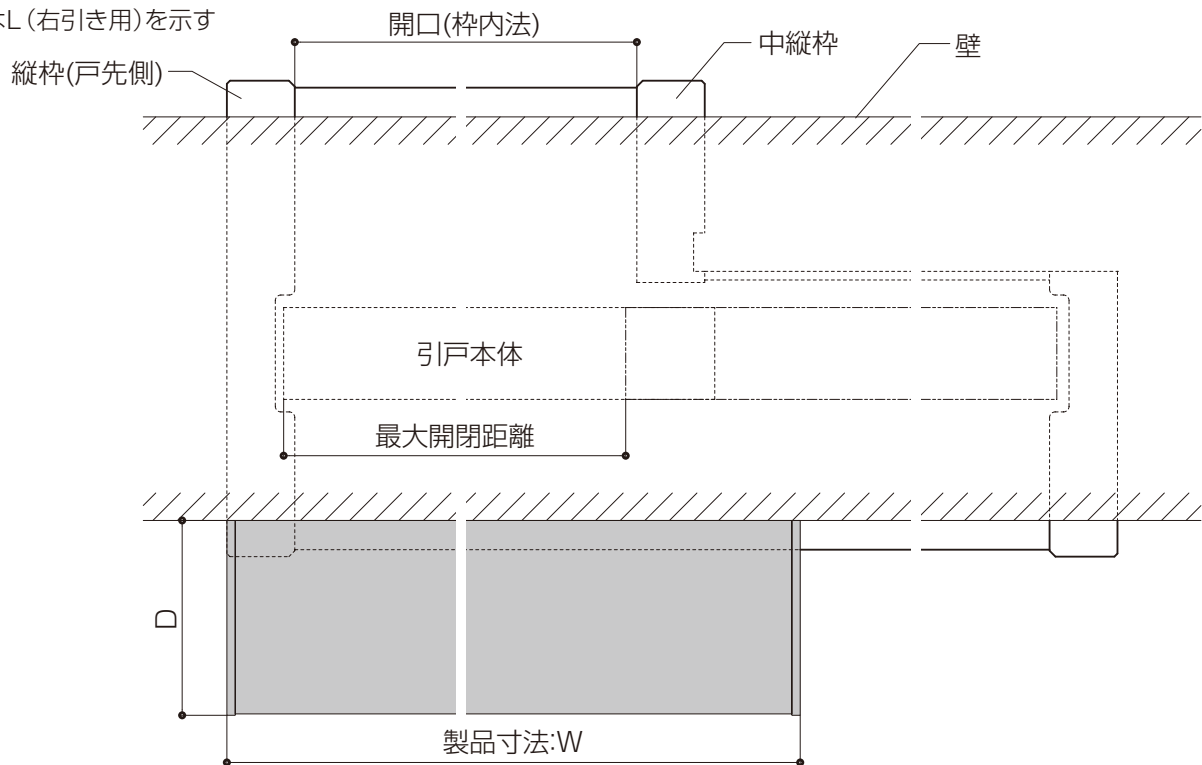 L(右引き用)を示す
開口(枠内法)
中縦枠
壁
縦枠(戸先側)
引戸本体
最大開閉距離
D
製品寸法:W